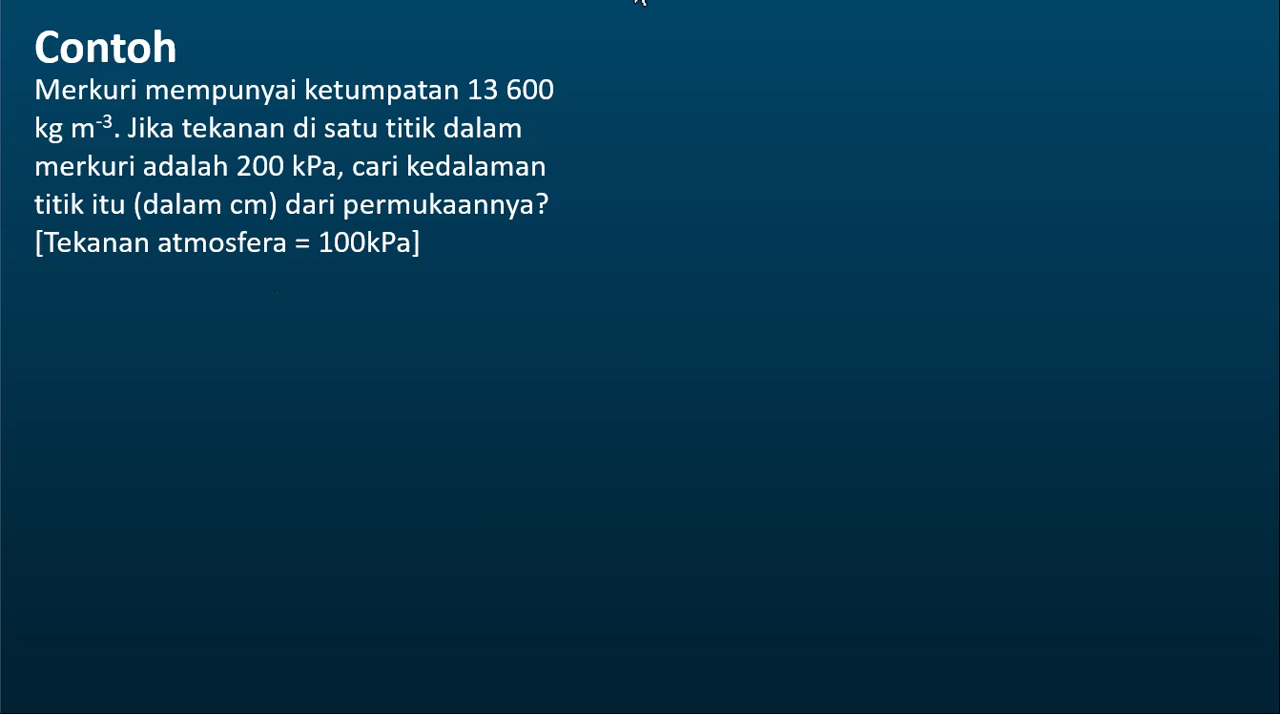 Contoh
Merkuri mempunyai ketumpatan 13 600
kg m⁻³. Jika tekanan di satu titik dalam
merkuri adalah 200 kPa, cari kedalaman
titik itu (dalam cm) dari permukaannya?
[Tekanan atmosfera = 100kPa]